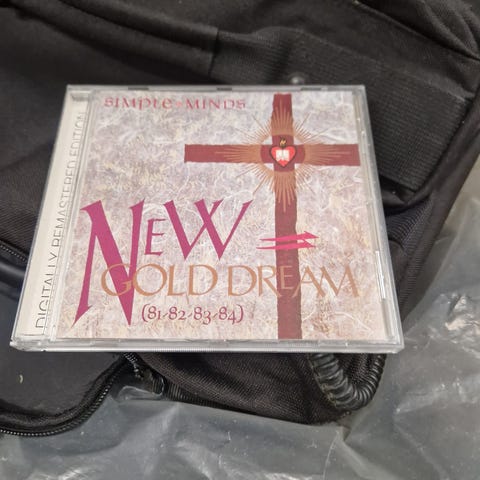 SIMPLE MINDS
NEW
GOLD DREAM
(81-82-83-84)
DIGITALLY REMASTERED EDITION